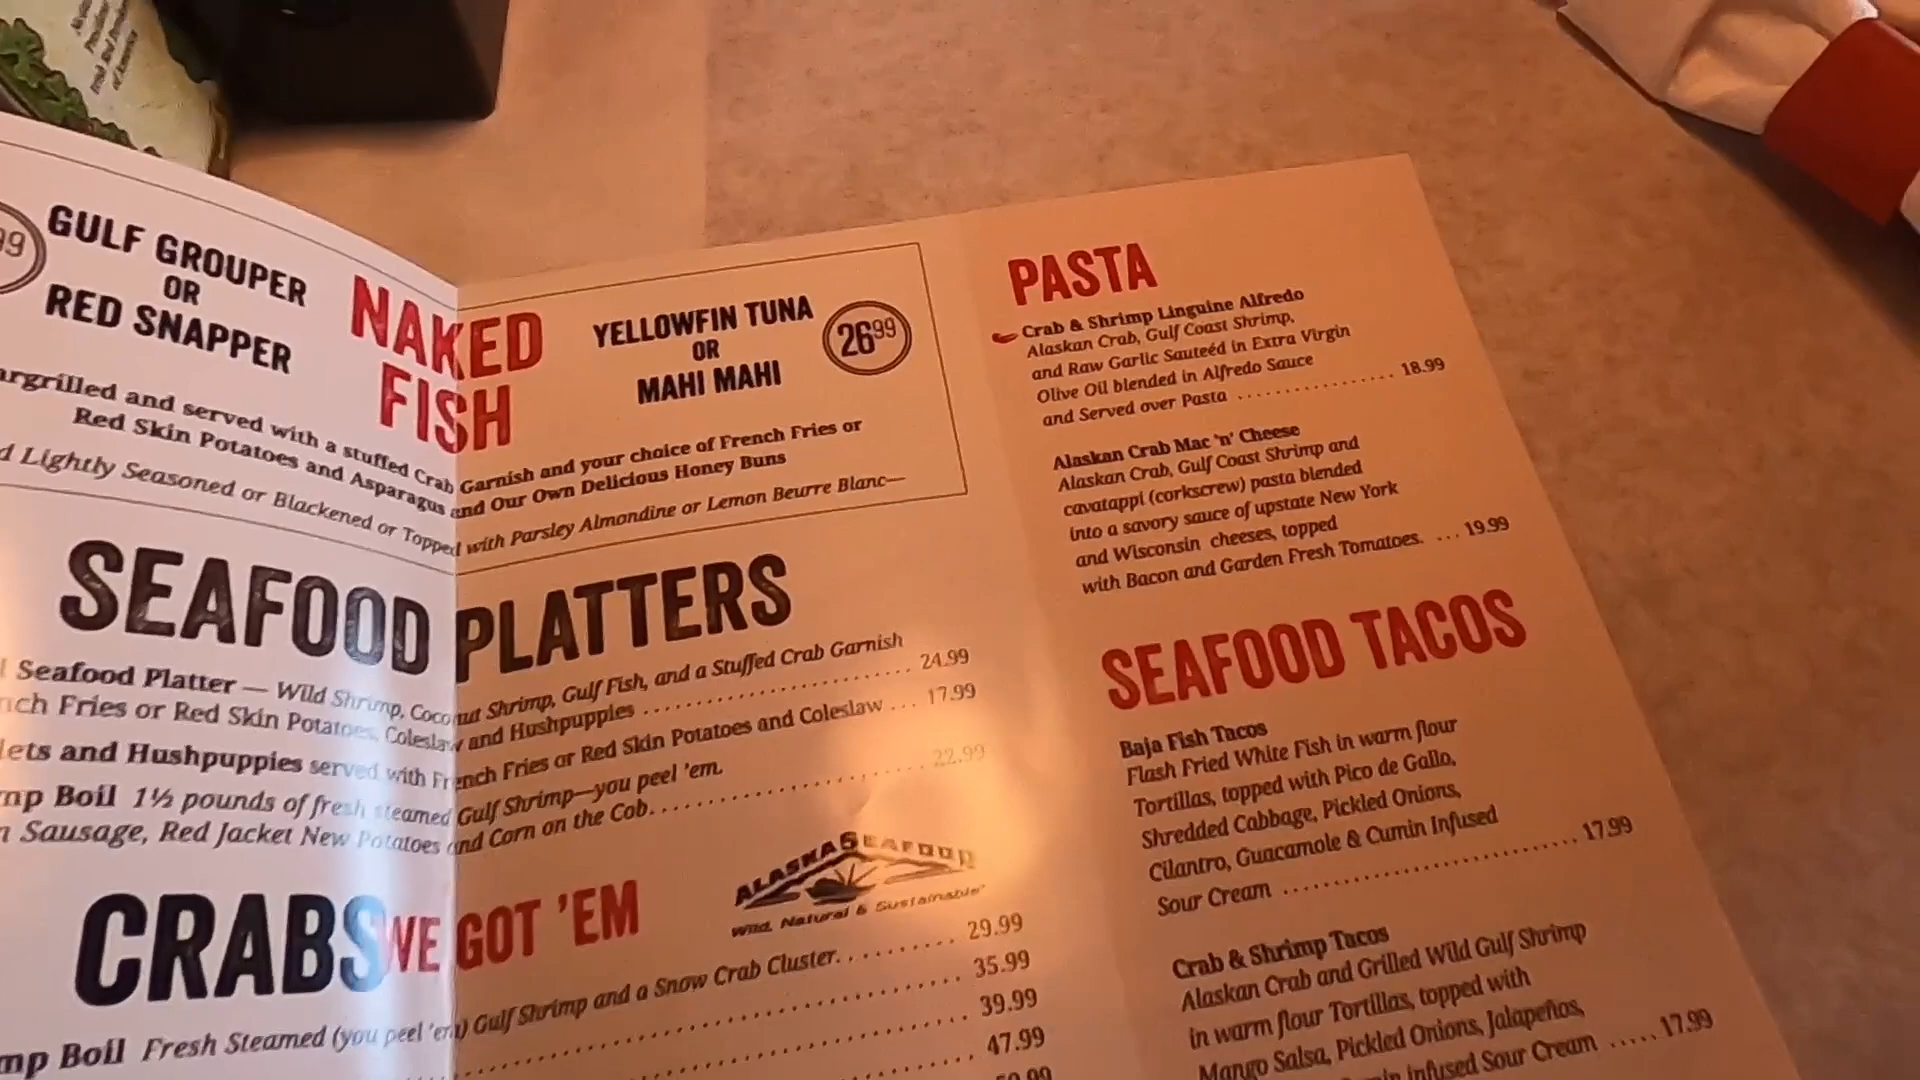 99
GULF GROUPER
OR
RED SNAPPER
NAKED
FISH
YELLOWFIN TUNA
OR
MAHI MAHI
26⁹⁹
and served with a stuffed Crab Garnish and your choice of French Fries or
Red Skin Potatoes and Asparagus and Our Own Delicious Honey Buns
Lightly Seasoned or Blackened or Topped with Parsley Almondine or Lemon Beurre Blanc—
SEAFOOD PLATTERS
Seafood Platter — Wild Shrimp, Coconut Shrimp, Gulf Fish, and a Stuffed Crab Garnish
Fries or Red Skin Potatoes, Coleslaw and Hushpuppies ........................ 24.99
and Hushpuppies served with French Fries or Red Skin Potatoes and Coleslaw ... 17.99
Boil 1½ pounds of fresh steamed Gulf Shrimp—you peel 'em.
Sausage, Red Jacket New Potatoes and Corn on the Cob........................ 22.99
ALASKA SEAFOOD
Wild, Natural & Sustainable®
CRABS WE GOT 'EM
Boil Fresh Steamed (you peel 'em) Gulf Shrimp and a Snow Crab Cluster.......... 29.99
35.99
39.99
47.99
PASTA
Crab & Shrimp Linguine Alfredo
Alaskan Crab, Gulf Coast Shrimp,
and Raw Garlic Sauteéd in Extra Virgin
Olive Oil blended in Alfredo Sauce
and Served over Pasta .................. 18.99
Alaskan Crab Mac 'n' Cheese
Alaskan Crab, Gulf Coast Shrimp and
cavatappi (corkscrew) pasta blended
into a savory sauce of upstate New York
and Wisconsin cheeses, topped
with Bacon and Garden Fresh Tomatoes. ... 19.99
SEAFOOD TACOS
Baja Fish Tacos
Flash Fried White Fish in warm flour
Tortillas, topped with Pico de Gallo,
Shredded Cabbage, Pickled Onions,
Cilantro, Guacamole & Cumin Infused
Sour Cream .............................. 17.99
Crab & Shrimp Tacos
Alaskan Crab and Grilled Wild Gulf Shrimp
in warm flour Tortillas, topped with
Mango Salsa, Pickled Onions, Jalapeños,
infused Sour Cream ..... 17.99